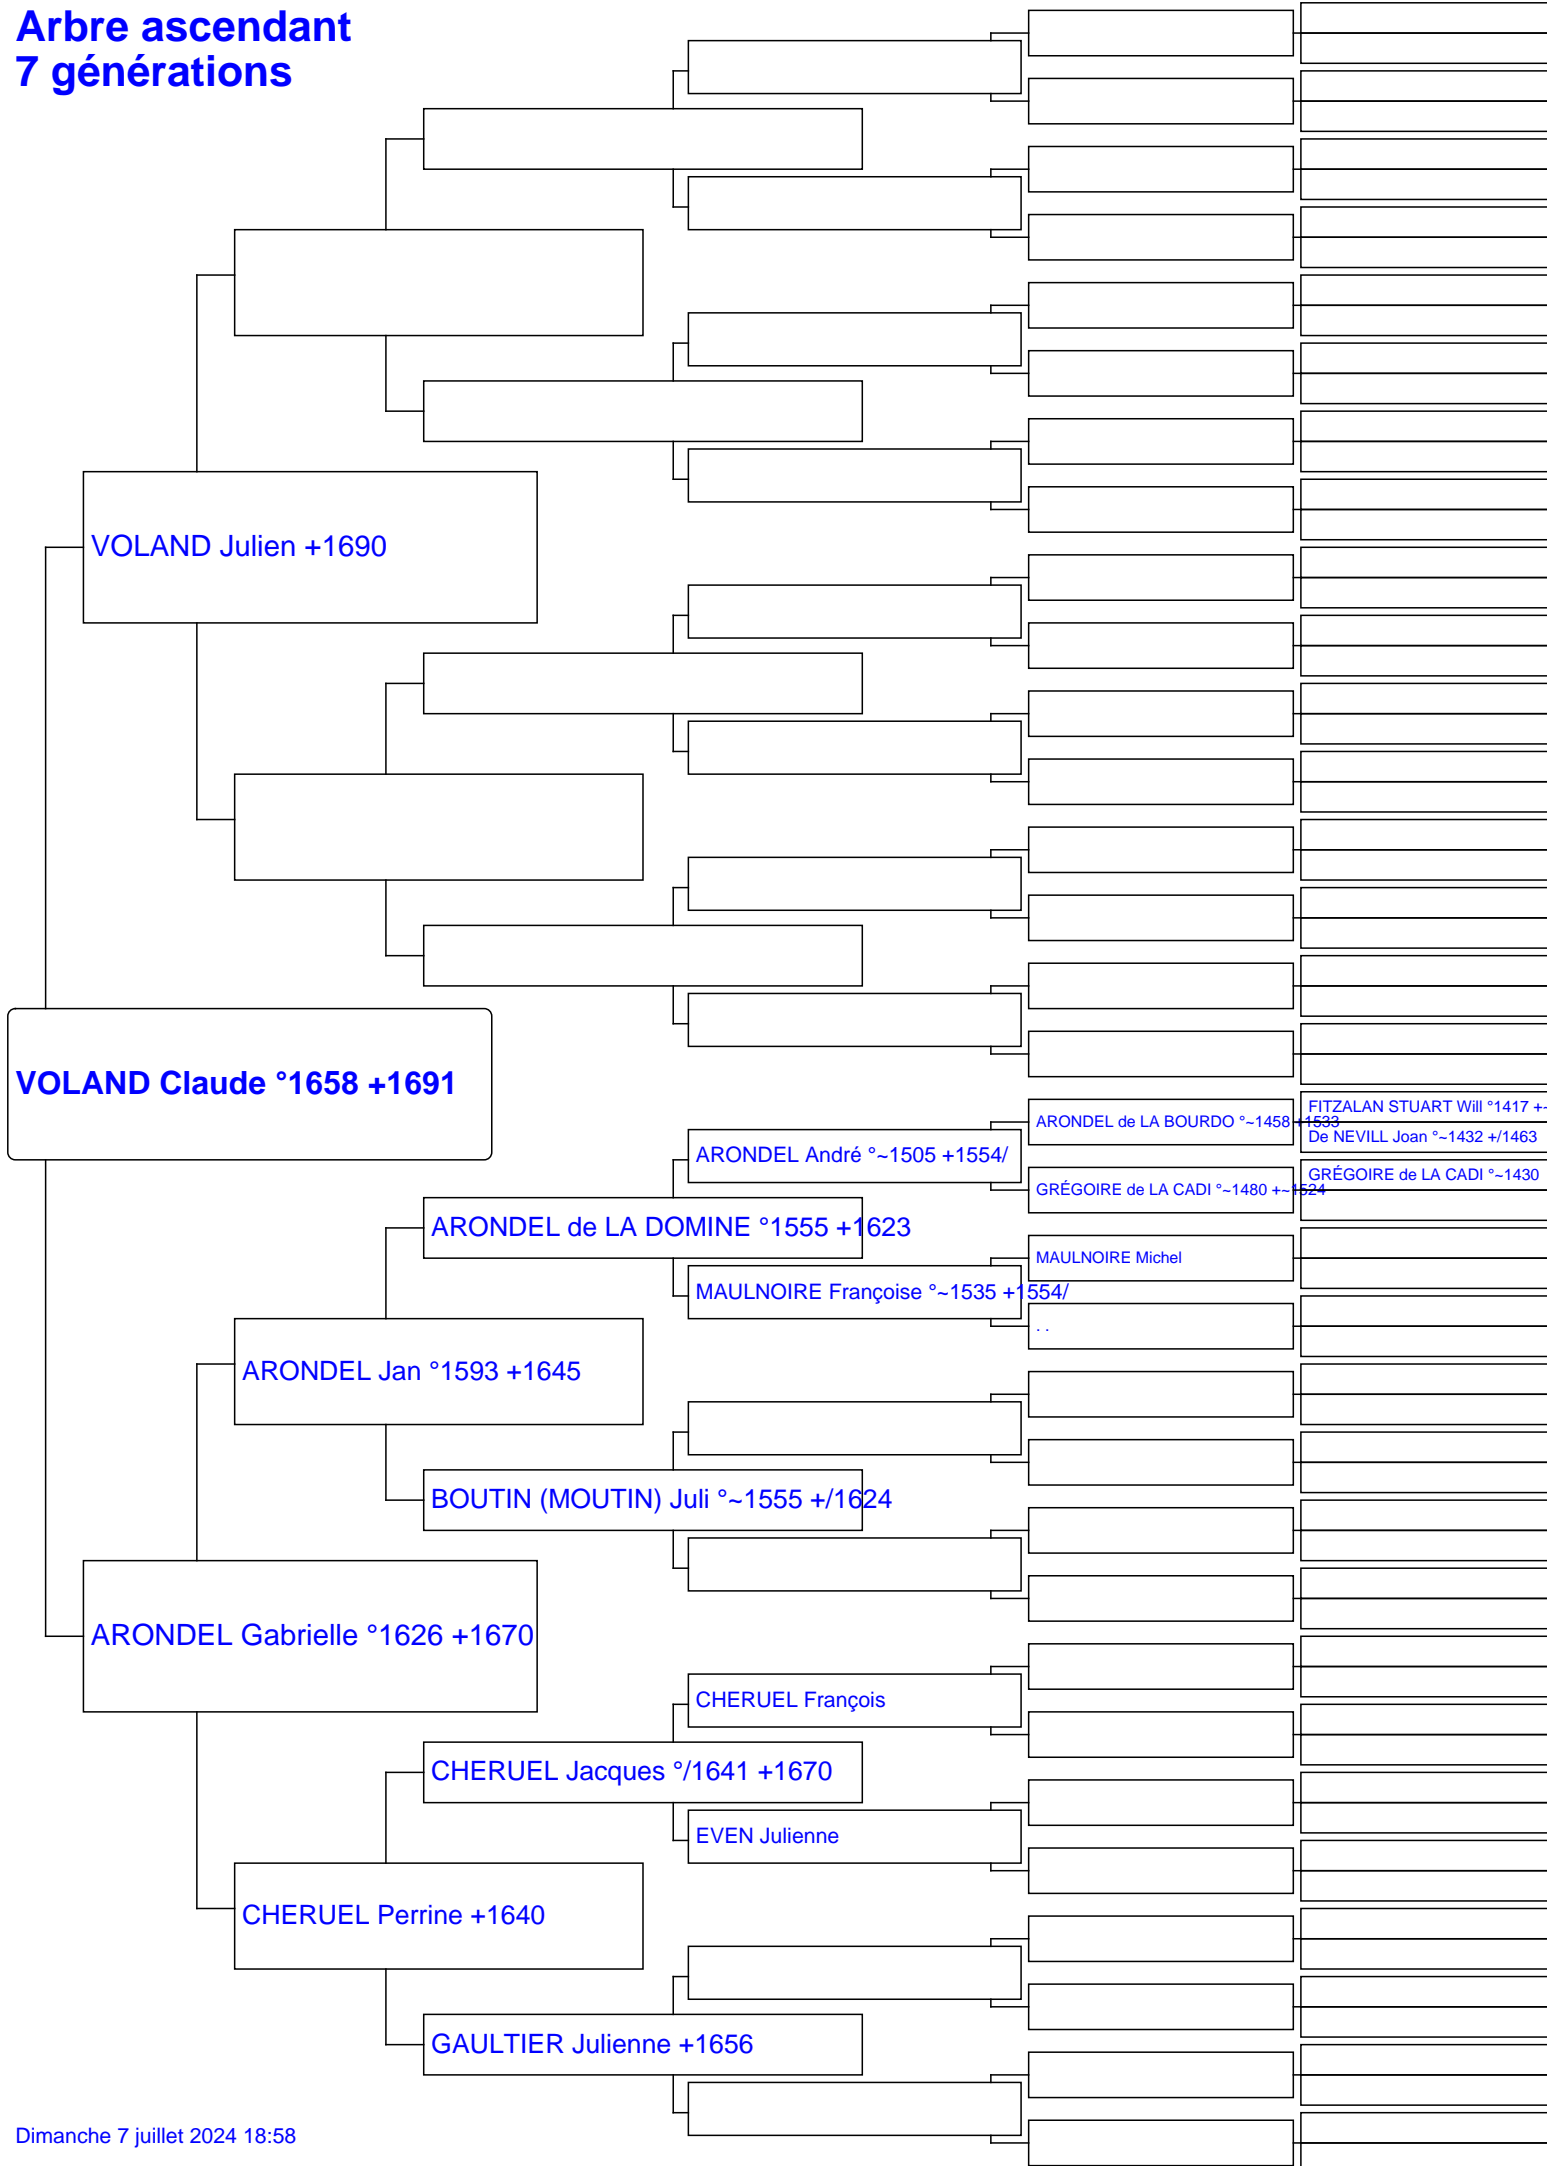 Arbre ascendant
7 générations
VOLAND Julien +1690
VOLAND Claude °1658 +1691
FITZALAN STUART Will °1417 +~
ARONDEL de LA BOURDO °~1458 +1533
De NEVILL Joan °~1432 +/1463
ARONDEL André °~1505 +1554/
GRÉGOIRE de LA CADI °~1430
GRÉGOIRE de LA CADI °~1480 +~1524
ARONDEL de LA DOMINE °1555 +1623
MAULNOIRE Michel
MAULNOIRE Françoise °~1535 +1554/
. .
ARONDEL Jan °1593 +1645
BOUTIN (MOUTIN) Juli °~1555 +/1624
ARONDEL Gabrielle °1626 +1670
CHERUEL François
CHERUEL Jacques °/1641 +1670
EVEN Julienne
CHERUEL Perrine +1640
GAULTIER Julienne +1656
Dimanche 7 juillet 2024 18:58